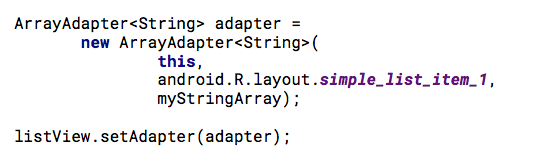 ArrayAdapter<String> adapter =
new ArrayAdapter<String>(
this,
android.R.layout.simple_list_item_1,
myStringArray);
listView.setAdapter(adapter);